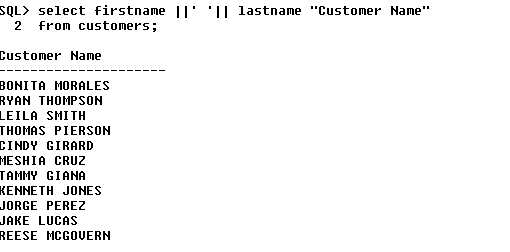 SQL> select firstname ||' '|| lastname "Customer Name"
  2  from customers;
Customer Name
---------------------
BONITA MORALES
RYAN THOMPSON
LEILA SMITH
THOMAS PIERSON
CINDY GIRARD
MESHIA CRUZ
TAMMY GIANA
KENNETH JONES
JORGE PEREZ
JAKE LUCAS
REESE MCGOVERN